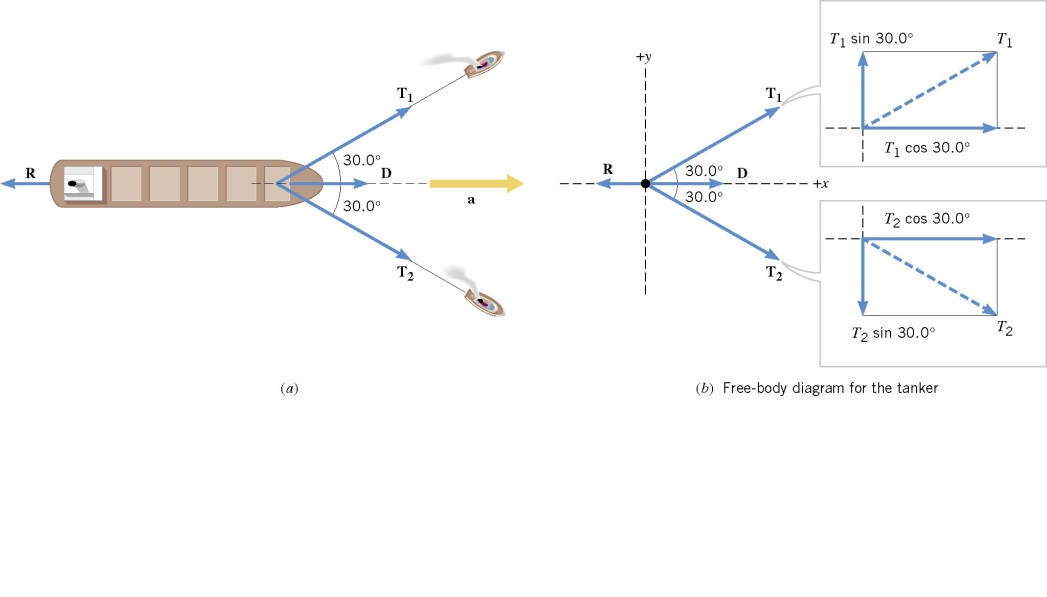 T1
30.0°
R
D
30.0°
a
T2
(a)
+y
T1
30.0°
R
D
+x
30.0°
T2
T1 sin 30.0°
T1
T1 cos 30.0°
T2 cos 30.0°
T2 sin 30.0°
T2
(b) Free-body diagram for the tanker